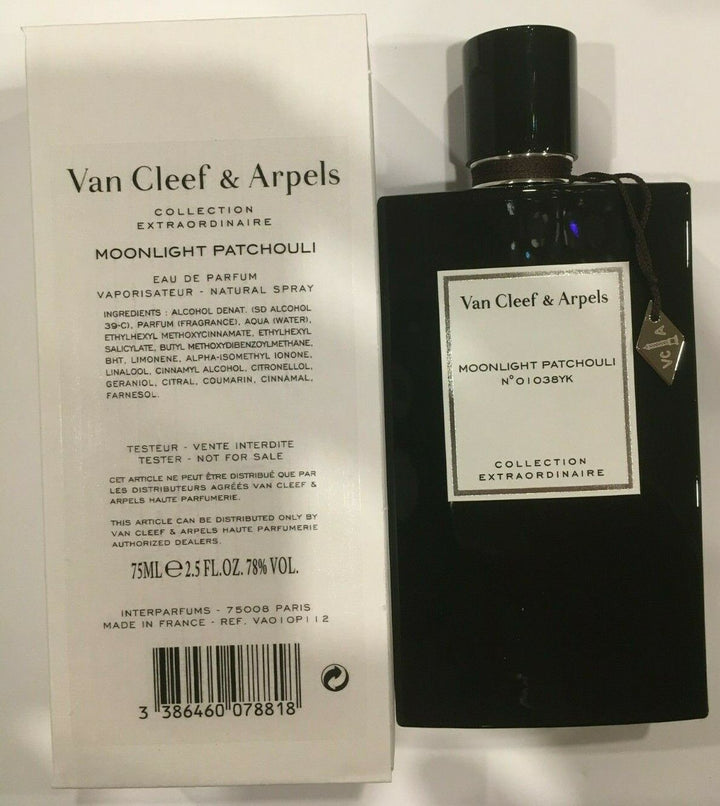 Van Cleef & Arpels
COLLECTION
EXTRAORDINAIRE
MOONLIGHT PATCHOULI
EAU DE PARFUM
VAPORISATEUR - NATURAL SPRAY
INGREDIENTS : ALCOHOL DENAT. (SD ALCOHOL
39-C), PARFUM (FRAGRANCE), AQUA (WATER),
ETHYLHEXYL METHOXYCINNAMATE, ETHYLHEXYL
SALICYLATE, BUTYL METHOXYDIBENZOYLMETHANE,
BHT, LIMONENE, ALPHA-ISOMETHYL IONONE,
LINALOOL, CINNAMYL ALCOHOL, CITRONELLOL,
GERANIOL, CITRAL, COUMARIN, CINNAMAL,
FARNESOL.
TESTEUR - VENTE INTERDITE
TESTER - NOT FOR SALE
CET ARTICLE NE PEUT ÊTRE DISTRIBUÉ QUE PAR
LES DISTRIBUTEURS AGRÉÉS VAN CLEEF &
ARPELS HAUTE PARFUMERIE.
THIS ARTICLE CAN BE DISTRIBUTED ONLY BY
VAN CLEEF & ARPELS HAUTE PARFUMERIE
AUTHORIZED DEALERS.
75ML e 2.5 FL.OZ. 78% VOL.
INTERPARFUMS - 75008 PARIS
MADE IN FRANCE - REF. VA010P112
3 386460 078818
Van Cleef & Arpels
MOONLIGHT PATCHOULI
N°01038YK
COLLECTION
EXTRAORDINAIRE
VC A